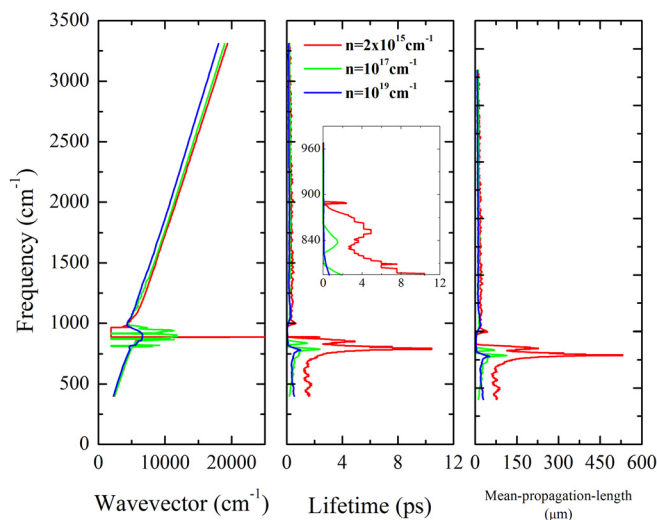 3500
3000
2500
2000
1500
1000
500
0
Frequency (cm⁻¹)
0 10000 20000
Wavevector (cm⁻¹)
n=2x10¹⁵cm⁻¹
n=10¹⁷cm⁻¹
n=10¹⁹cm⁻¹
0 4 8 12
960
900
840
0 4 8 12
Lifetime (ps)
0 150 300 450 600
Mean-propagation-length
(μm)